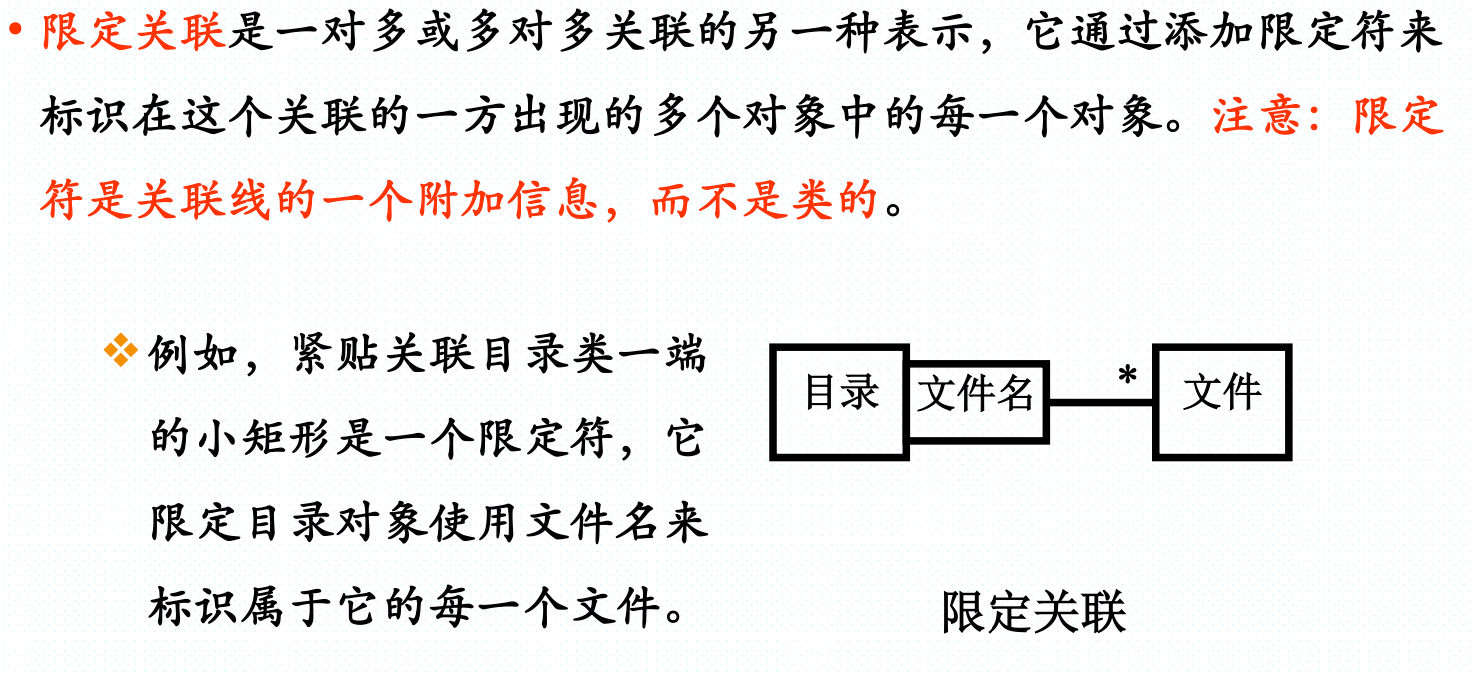 • 限定关联是一对多或多对多关联的另一种表示，它通过添加限定符来
标识在这个关联的一方出现的多个对象中的每一个对象。注意：限定
符是关联线的一个附加信息，而不是类的。
❖ 例如，紧贴关联目录类一端
的小矩形是一个限定符，它
限定目录对象使用文件名来
标识属于它的每一个文件。
目录
文件名
*
文件
限定关联